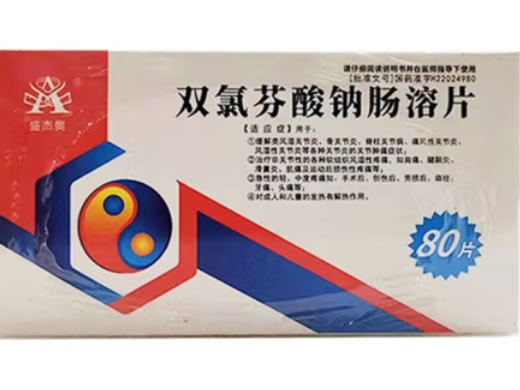 请仔细阅读说明书并在医师指导下使用
[批准文号]国药准字H22024980
盛杰奥
双氯芬酸钠肠溶片
【适应症】用于:
①缓解类风湿关节炎、骨关节炎、脊柱关节病、痛风性关节炎、
风湿性关节炎等各种关节炎的关节肿痛症状;
②治疗非关节性的各种软组织风湿性疼痛,如肩痛、腱鞘炎、
滑囊炎、肌痛及运动后损伤性疼痛等;
③急性的轻、中度疼痛如:手术后、创伤后、劳损后、痛经、
牙痛、头痛等;
④对成人和儿童的发热有解热作用。
80片